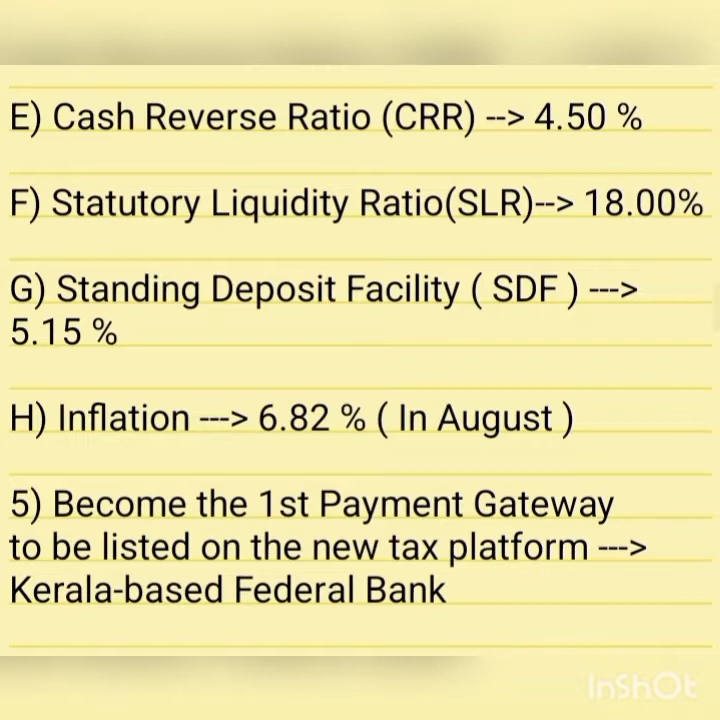 E) Cash Reverse Ratio (CRR) --> 4.50 %
F) Statutory Liquidity Ratio(SLR)--> 18.00%
G) Standing Deposit Facility ( SDF ) --->
5.15 %
H) Inflation ---> 6.82 % ( In August )
5) Become the 1st Payment Gateway
to be listed on the new tax platform --->
Kerala-based Federal Bank
InShOt